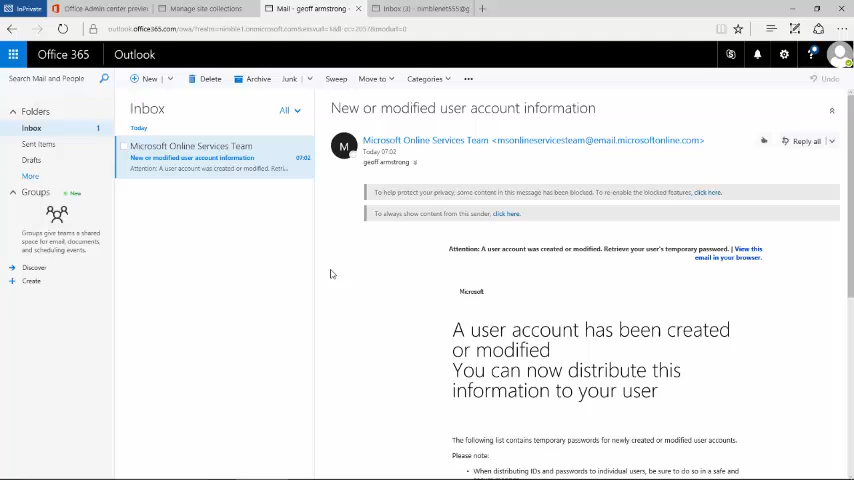 InPrivate
Office Admin center previe
Manage site collections
Mail - geoff armstrong -
Inbox (1) - nimblenet555@g
Office 365
Outlook
Search Mail and People
New
Delete
Archive
Junk
Sweep
Move to
Categories
Undo
Folders
Inbox 1
Sent Items
Drafts
More
Groups New
Groups give teams a shared
space for email, documents,
and scheduling events.
Discover
Create
Inbox
All
Today
Microsoft Online Services Team
New or modified user account information 07:02
Attention: A user account was created or modified. Retri...
New or modified user account information
M
Microsoft Online Services Team <msonlineservicesteam@email.microsoftonline.com>
Today 07:02
geoff armstrong
Reply all
To help protect your privacy, some content in this message has been blocked. To re-enable the blocked features, click here.
To always show content from this sender, click here.
Attention: A user account was created or modified. Retrieve your user's temporary password. | View this
email in your browser.
Microsoft
A user account has been created
or modified
You can now distribute this
information to your user
The following list contains temporary passwords for newly created or modified user accounts.
Please note:
• When distributing IDs and passwords to individual users, be sure to do so in a safe and